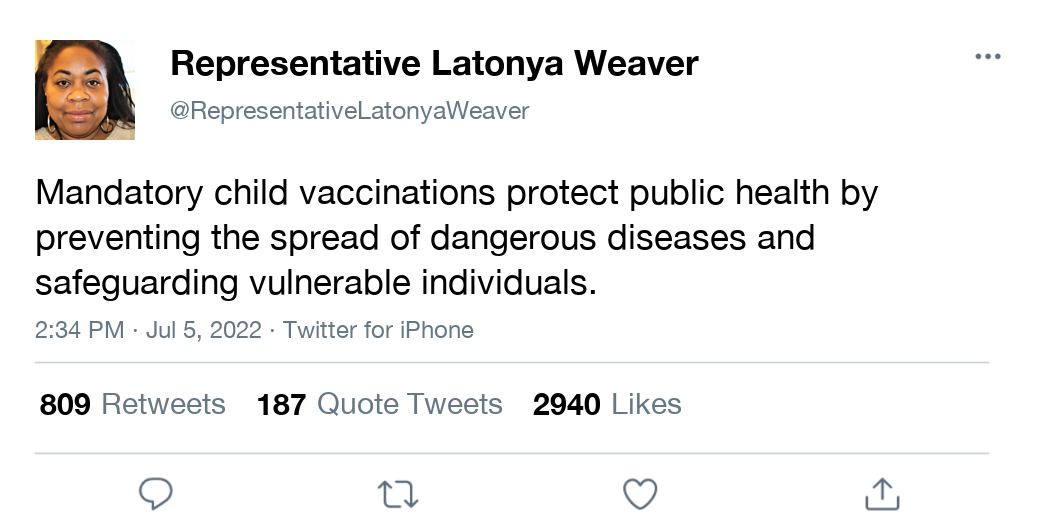 Representative Latonya Weaver
@RepresentativeLatonyaWeaver
Mandatory child vaccinations protect public health by
preventing the spread of dangerous diseases and
safeguarding vulnerable individuals.
2:34 PM · Jul 5, 2022 · Twitter for iPhone
809 Retweets 187 Quote Tweets 2940 Likes